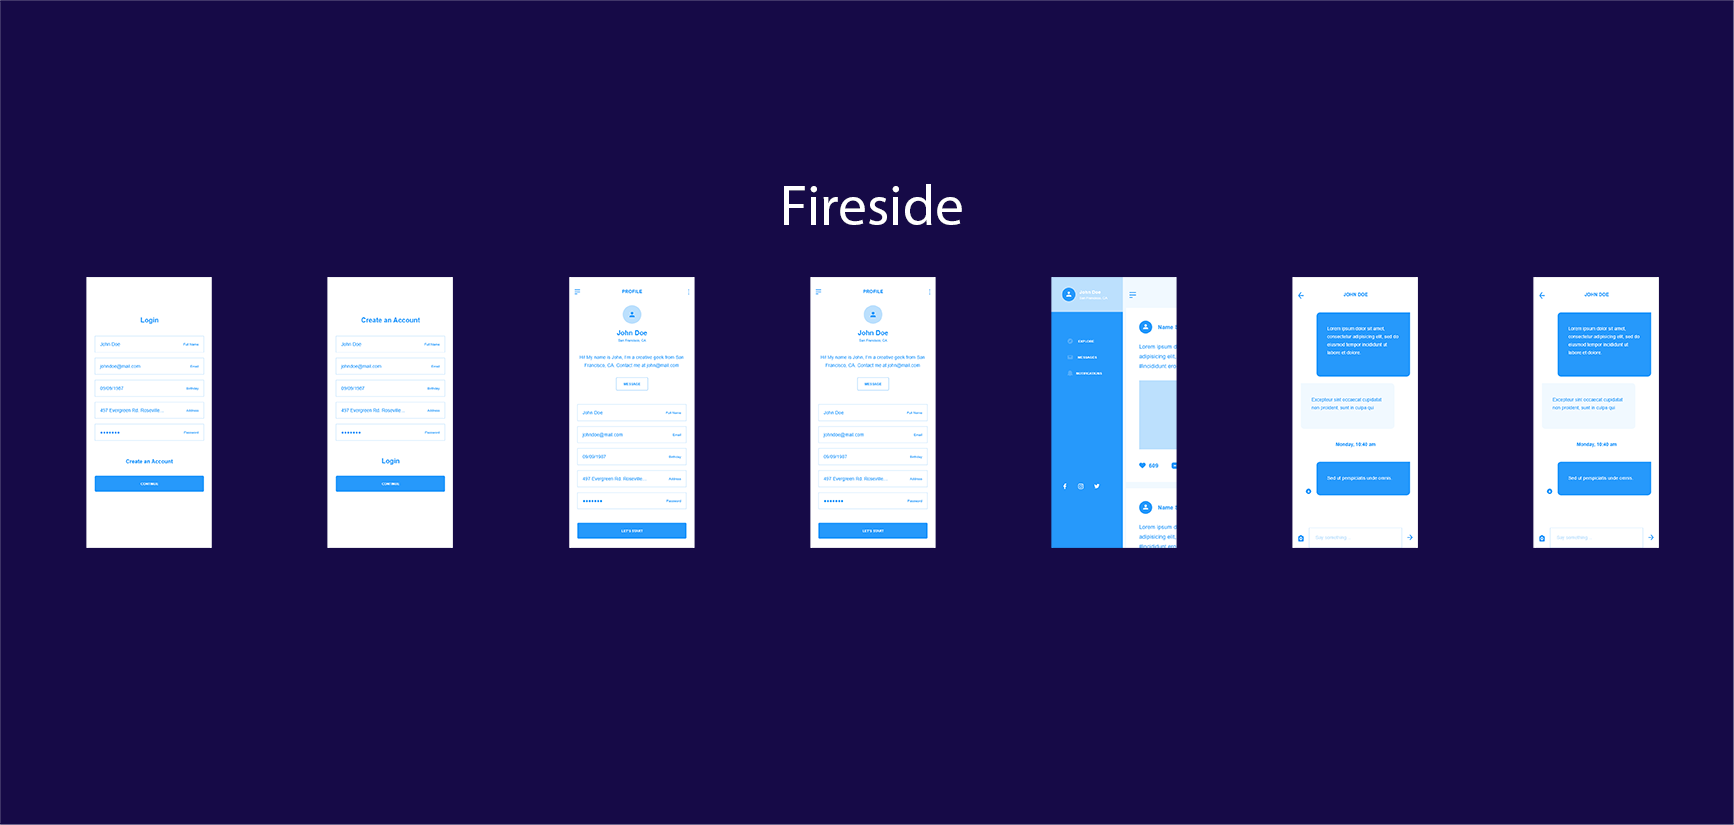 Fireside
Login
John Doe Full Name
johndoe@mail.com Email
09/09/1987 Birthday
497 Evergreen Rd. Roseville... Address
Password
Create an Account
CONTINUE
Create an Account
John Doe Full Name
johndoe@mail.com Email
09/09/1987 Birthday
497 Evergreen Rd. Roseville... Address
Password
Login
CONTINUE
PROFILE
John Doe
San Francisco, CA
Hi! My name is John, I'm a creative geek from San
Francisco, CA. Contact me at john@mail.com
MESSAGE
John Doe Full Name
johndoe@mail.com Email
09/09/1987 Birthday
497 Evergreen Rd. Roseville... Address
Password
LET'S START
PROFILE
John Doe
San Francisco, CA
Hi! My name is John, I'm a creative geek from San
Francisco, CA. Contact me at john@mail.com
MESSAGE
John Doe Full Name
johndoe@mail.com Email
09/09/1987 Birthday
497 Evergreen Rd. Roseville... Address
Password
LET'S START
John Doe
San Francisco, CA
EXPLORE
MESSAGES
NOTIFICATIONS
Name
Lorem ipsum d
adipisicing elit,
#incididunt ero
609
Name
Lorem ipsum d
adipisicing elit,
#incididunt ero
JOHN DOE
Lorem ipsum dolor sit amet,
consectetur adipisicing elit, sed do
eiusmod tempor incididunt ut
labore et dolore.
Excepteur sint occaecat cupidatat
non proident, sunt in culpa qui
Monday, 10:40 am
Sed ut perspiciatis unde omnis.
Say something...
JOHN DOE
Lorem ipsum dolor sit amet,
consectetur adipisicing elit, sed do
eiusmod tempor incididunt ut
labore et dolore.
Excepteur sint occaecat cupidatat
non proident, sunt in culpa qui
Monday, 10:40 am
Sed ut perspiciatis unde omnis.
Say something...